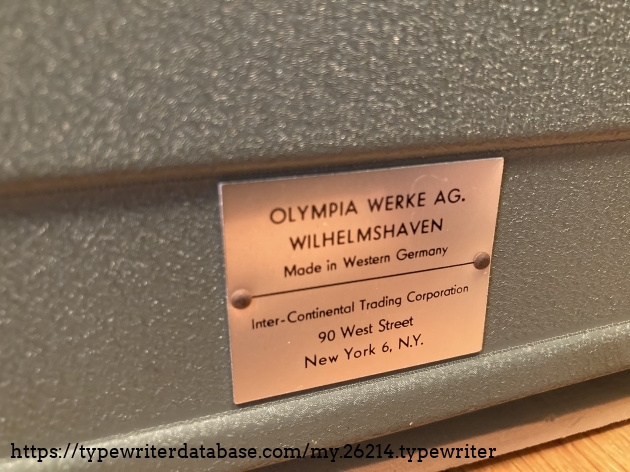 OLYMPIA WERKE AG.
WILHELMSHAVEN
Made in Western Germany
Inter-Continental Trading Corporation
90 West Street
New York 6, N.Y.
https://typewriterdatabase.com/my.26214.typewriter